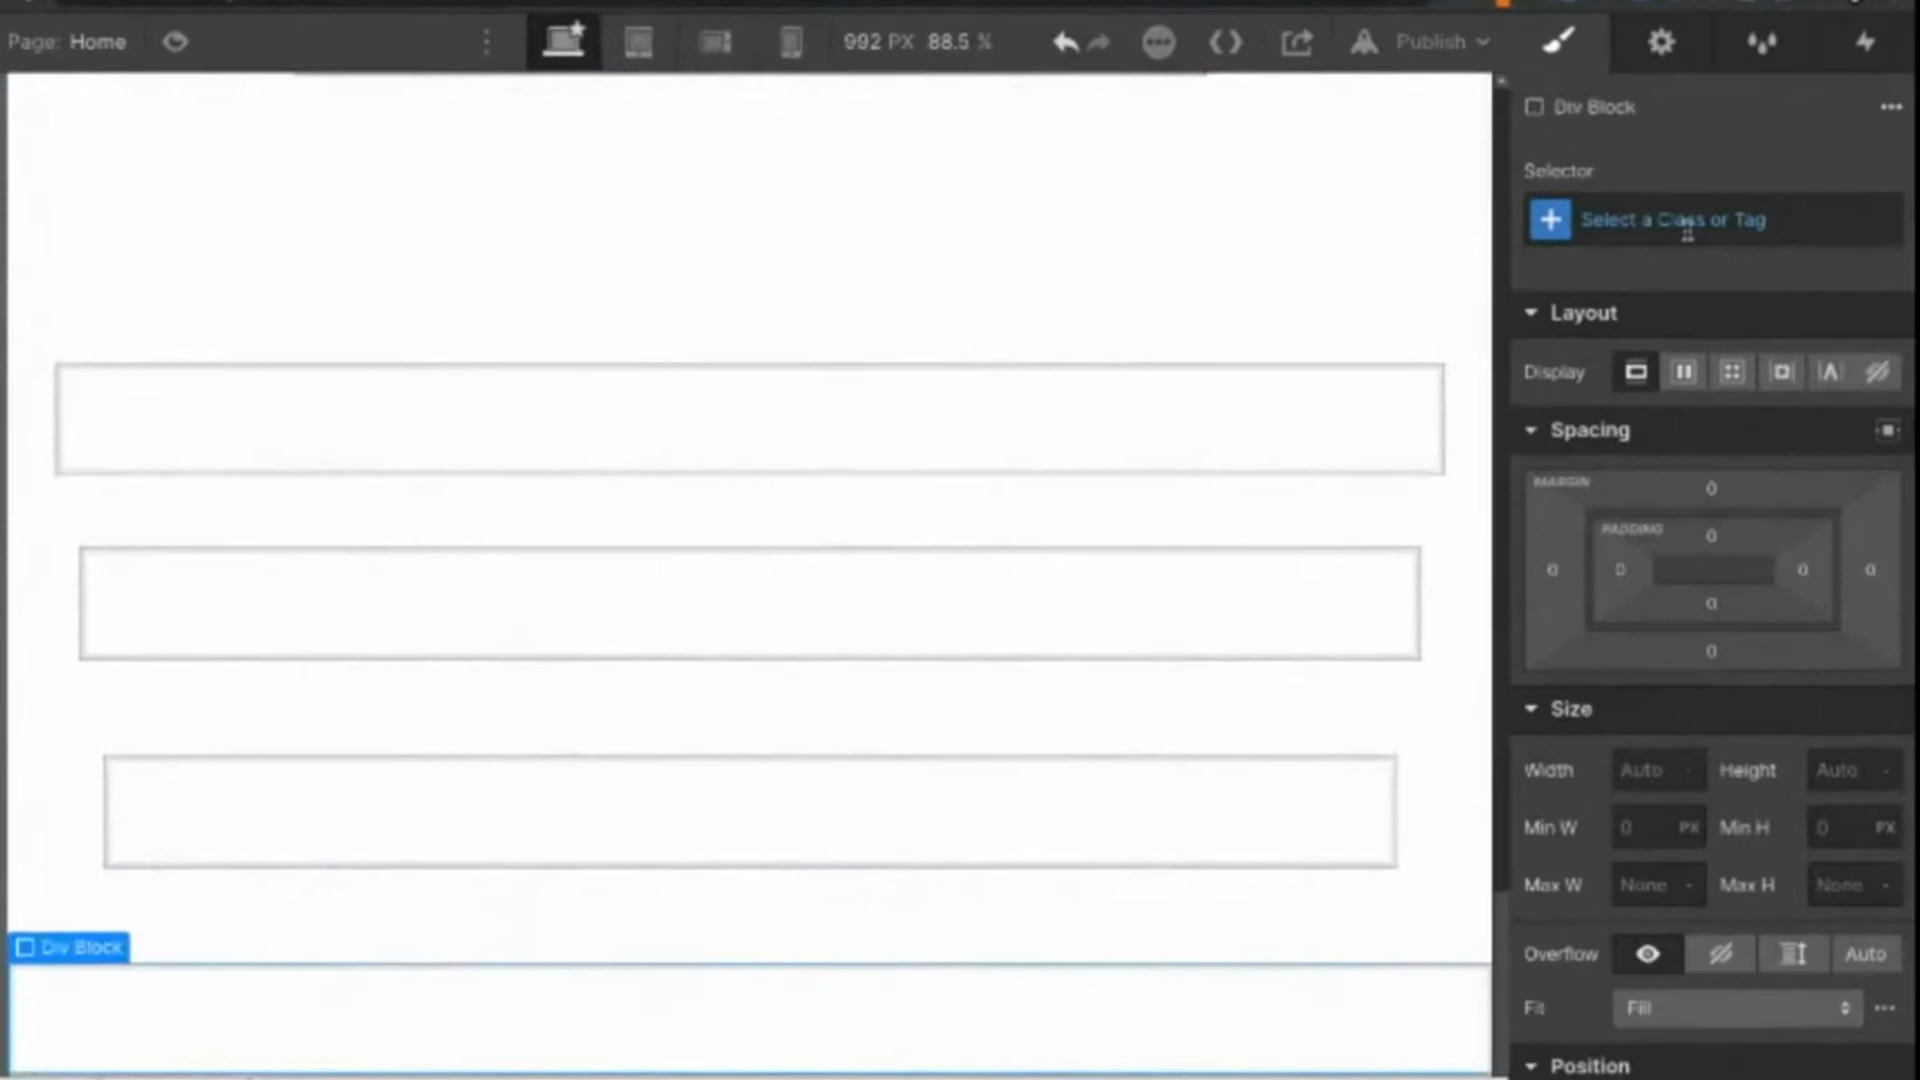 Page: Home
992 PX 88.5 %
Publish
Div Block
Selector
Select a Class or Tag
Layout
Display
Spacing
MARGIN
0
PADDING
0
0 0 0 0
0
0
Size
Width Auto - Height Auto -
Min W 0 PX Min H 0 PX
Max W None - Max H None -
Div Block
Overflow Auto
Fit Fill
Position